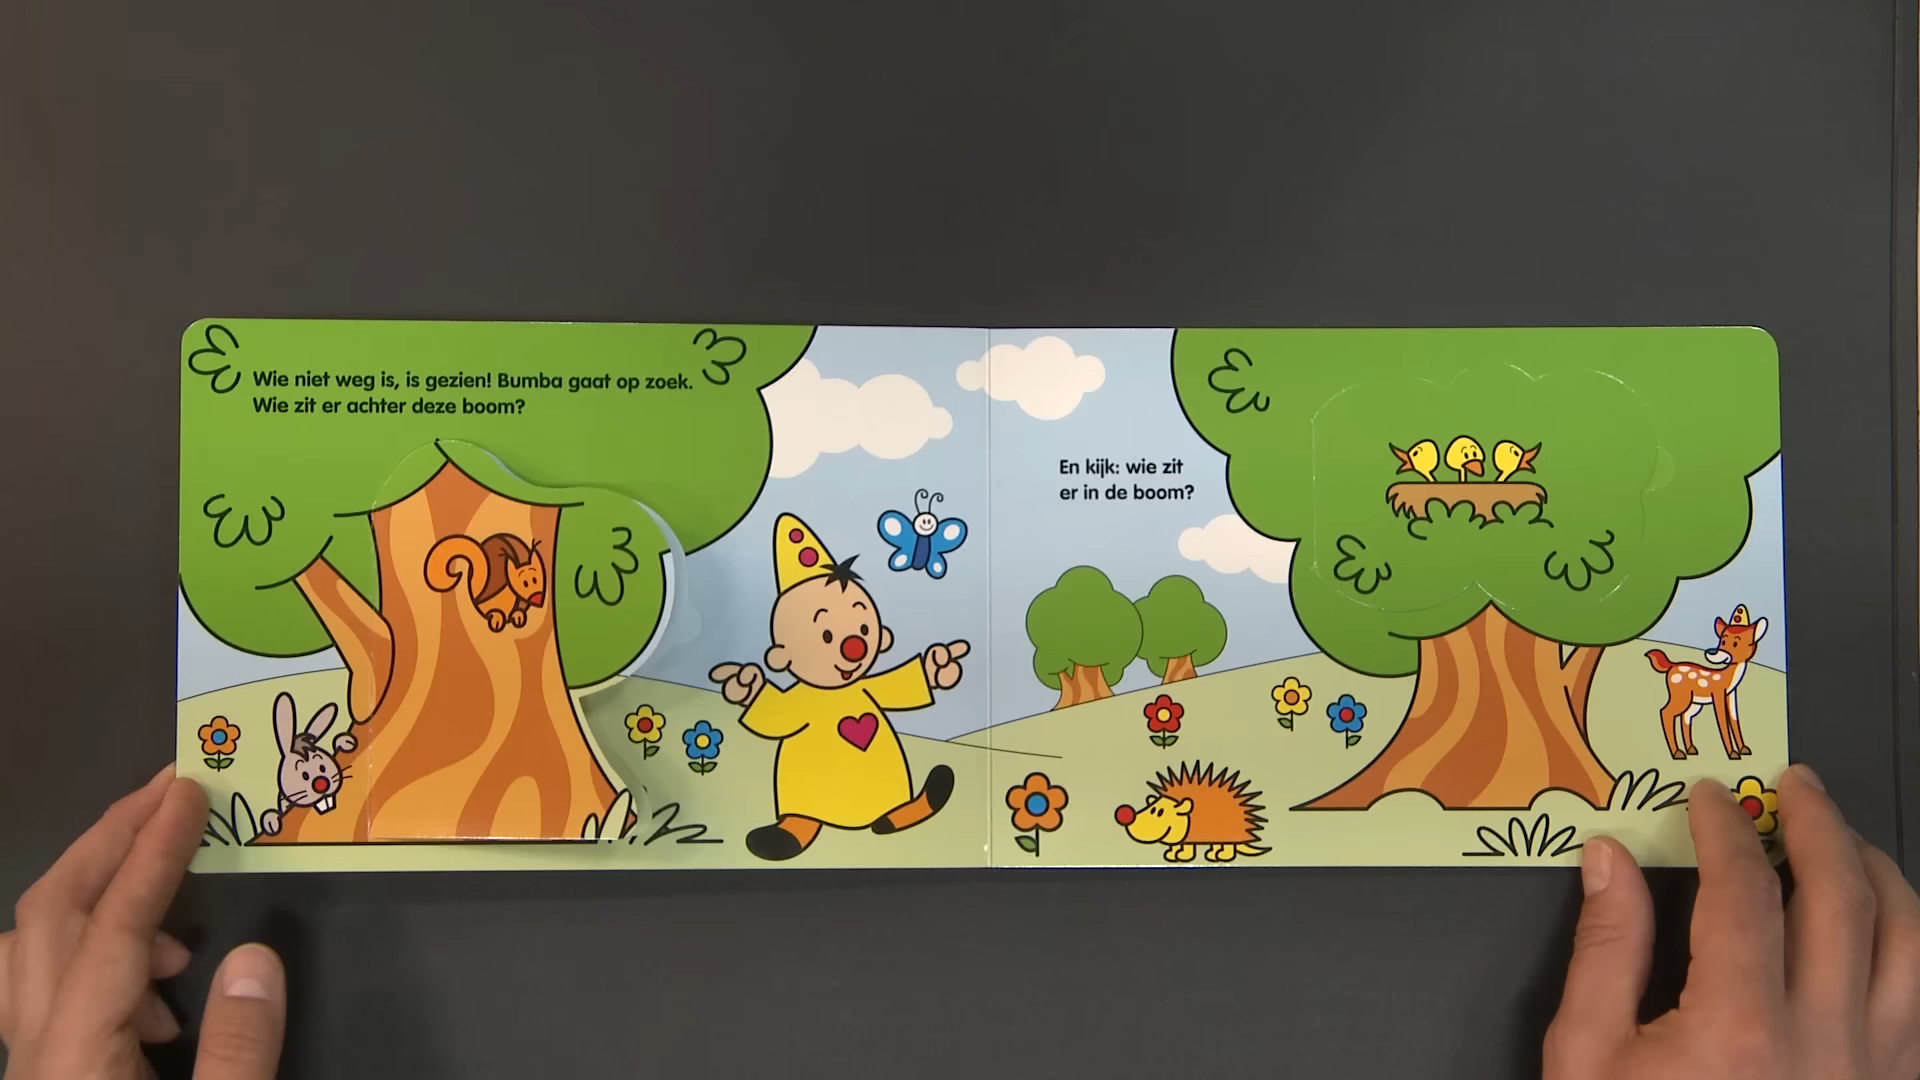 Wie niet weg is, is gezien! Bumba gaat op zoek.
Wie zit er achter deze boom?
En kijk: wie zit
er in de boom?